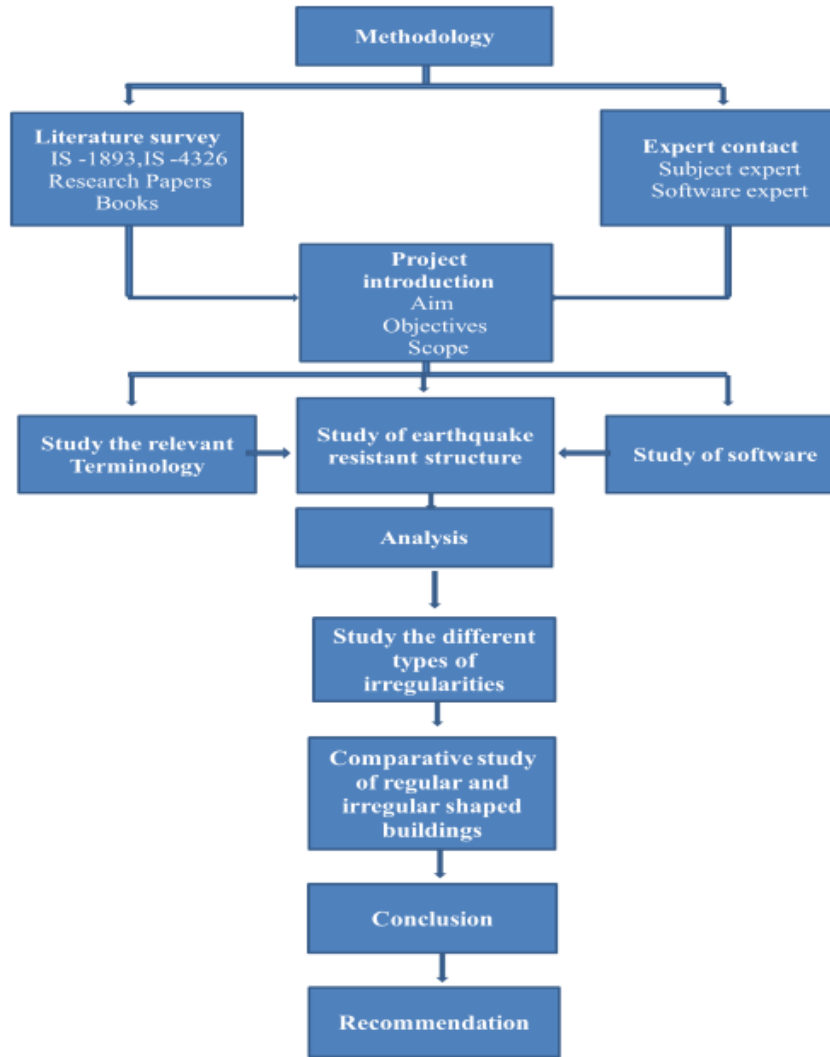 Methodology
Literature survey
IS -1893,IS -4326
Research Papers
Books
Expert contact
Subject expert
Software expert
Project
introduction
Aim
Objectives
Scope
Study the relevant
Terminology
Study of earthquake
resistant structure
Study of software
Analysis
Study the different
types of
irregularities
Comparative study
of regular and
irregular shaped
buildings
Conclusion
Recommendation